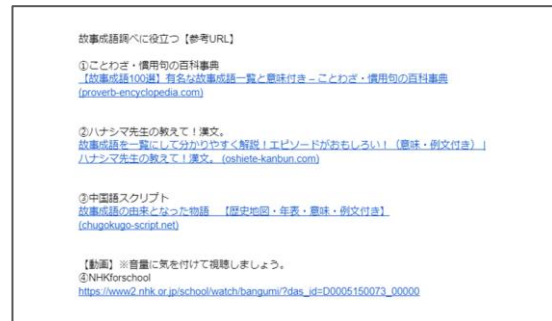 故事成語調べに役立つ【参考URL】
①ことわざ・慣用句の百科事典
【故事成語100選】有名な故事成語一覧と意味付き – ことわざ・慣用句の百科事典
(proverb-encyclopedia.com)
②ハナシマ先生の教えて！漢文。
故事成語を一覧にして分かりやすく解説！エピソードがおもしろい！（意味・例文付き） |
ハナシマ先生の教えて！漢文。 (oshiete-kanbun.com)
③中国語スクリプト
故事成語の由来となった物語　【歴史地図・年表・意味・例文付き】
(chugokugo-script.net)
【動画】※音量に気を付けて視聴しましょう。
④NHKforschool
https://www2.nhk.or.jp/school/watch/bangumi/?das_id=D0005150073_00000